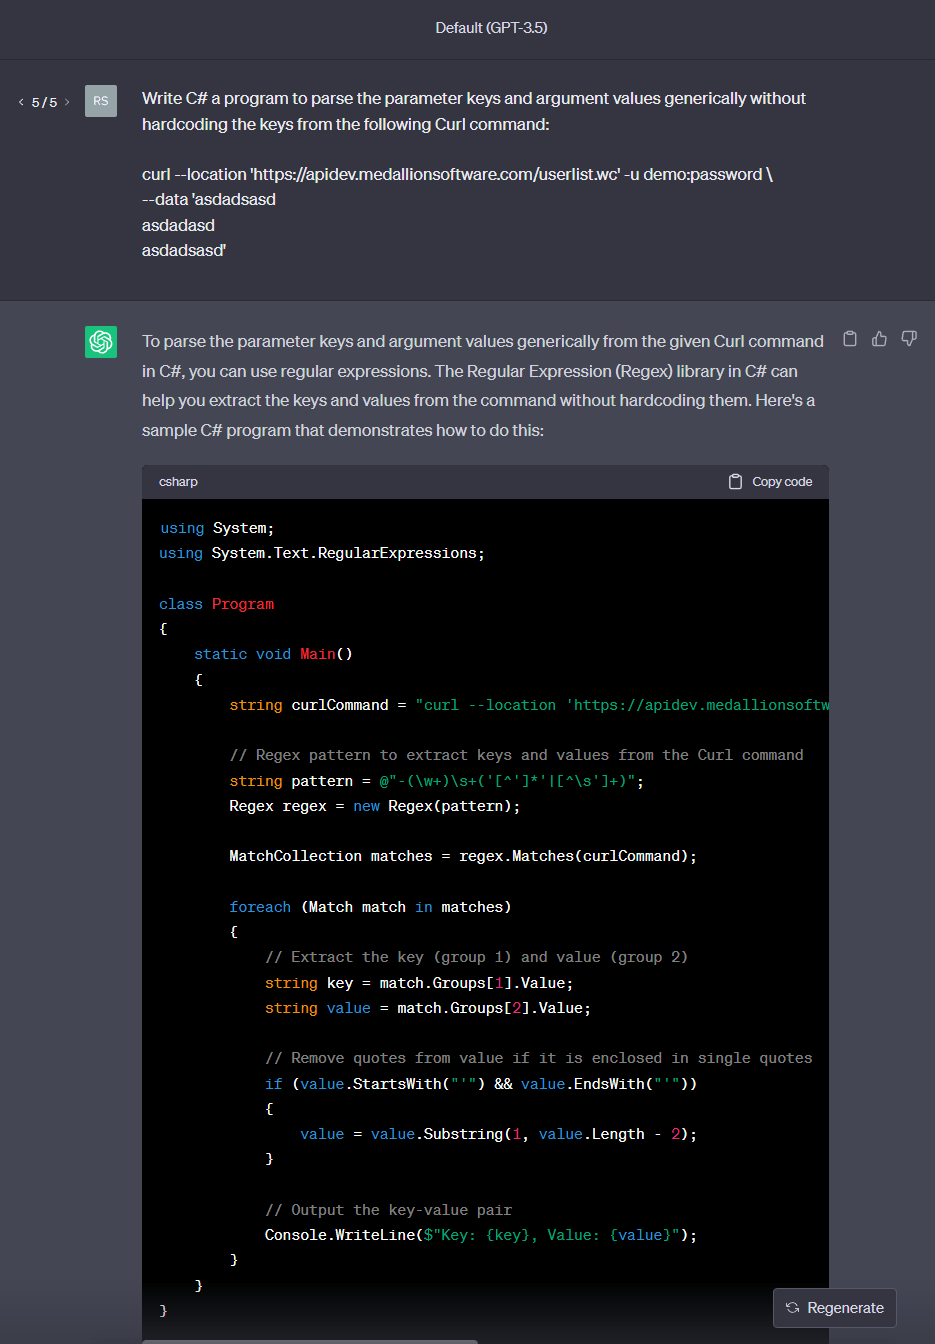 Default (GPT-3.5)
< 5/5 >
RS
Write C# a program to parse the parameter keys and argument values generically without
hardcoding the keys from the following Curl command:
curl --location 'https://apidev.medallionsoftware.com/userlist.wc' -u demo:password \
--data 'asdadsasd
asdadasd
asdadsasd'
To parse the parameter keys and argument values generically from the given Curl command
in C#, you can use regular expressions. The Regular Expression (Regex) library in C# can
help you extract the keys and values from the command without hardcoding them. Here's a
sample C# program that demonstrates how to do this:
csharp
Copy code
using System;
using System.Text.RegularExpressions;
class Program
{
static void Main()
{
string curlCommand = "curl --location 'https://apidev.medallionsoftw
// Regex pattern to extract keys and values from the Curl command
string pattern = @"-(\w+)\s+('[^']*'|[^\s']+)";
Regex regex = new Regex(pattern);
MatchCollection matches = regex.Matches(curlCommand);
foreach (Match match in matches)
{
// Extract the key (group 1) and value (group 2)
string key = match.Groups[1].Value;
string value = match.Groups[2].Value;
// Remove quotes from value if it is enclosed in single quotes
if (value.StartsWith("'") && value.EndsWith("'"))
{
value = value.Substring(1, value.Length - 2);
}
// Output the key-value pair
Console.WriteLine($"Key: {key}, Value: {value}");
}
}
}
Regenerate